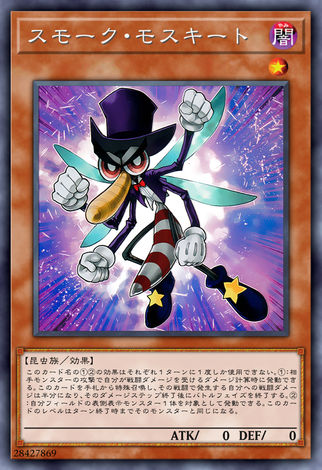 スモーク・モスキート
闇
やみ
【昆虫族／効果】
このカード名の①②の効果はそれぞれ１ターンに１度しか使用できない。①：相
手モンスターの攻撃で自分が戦闘ダメージを受けるダメージ計算時に発動でき
る。このカードを手札から特殊召喚し、その戦闘で発生する自分への戦闘ダメー
ジは半分になり、そのダメージステップ終了後にバトルフェイズを終了する。②
：自分フィールドの表側表示モンスター１体を対象として発動できる。このカー
ドのレベルはターン終了時までそのモンスターと同じになる。
ATK/ 0 DEF/ 0
28427869